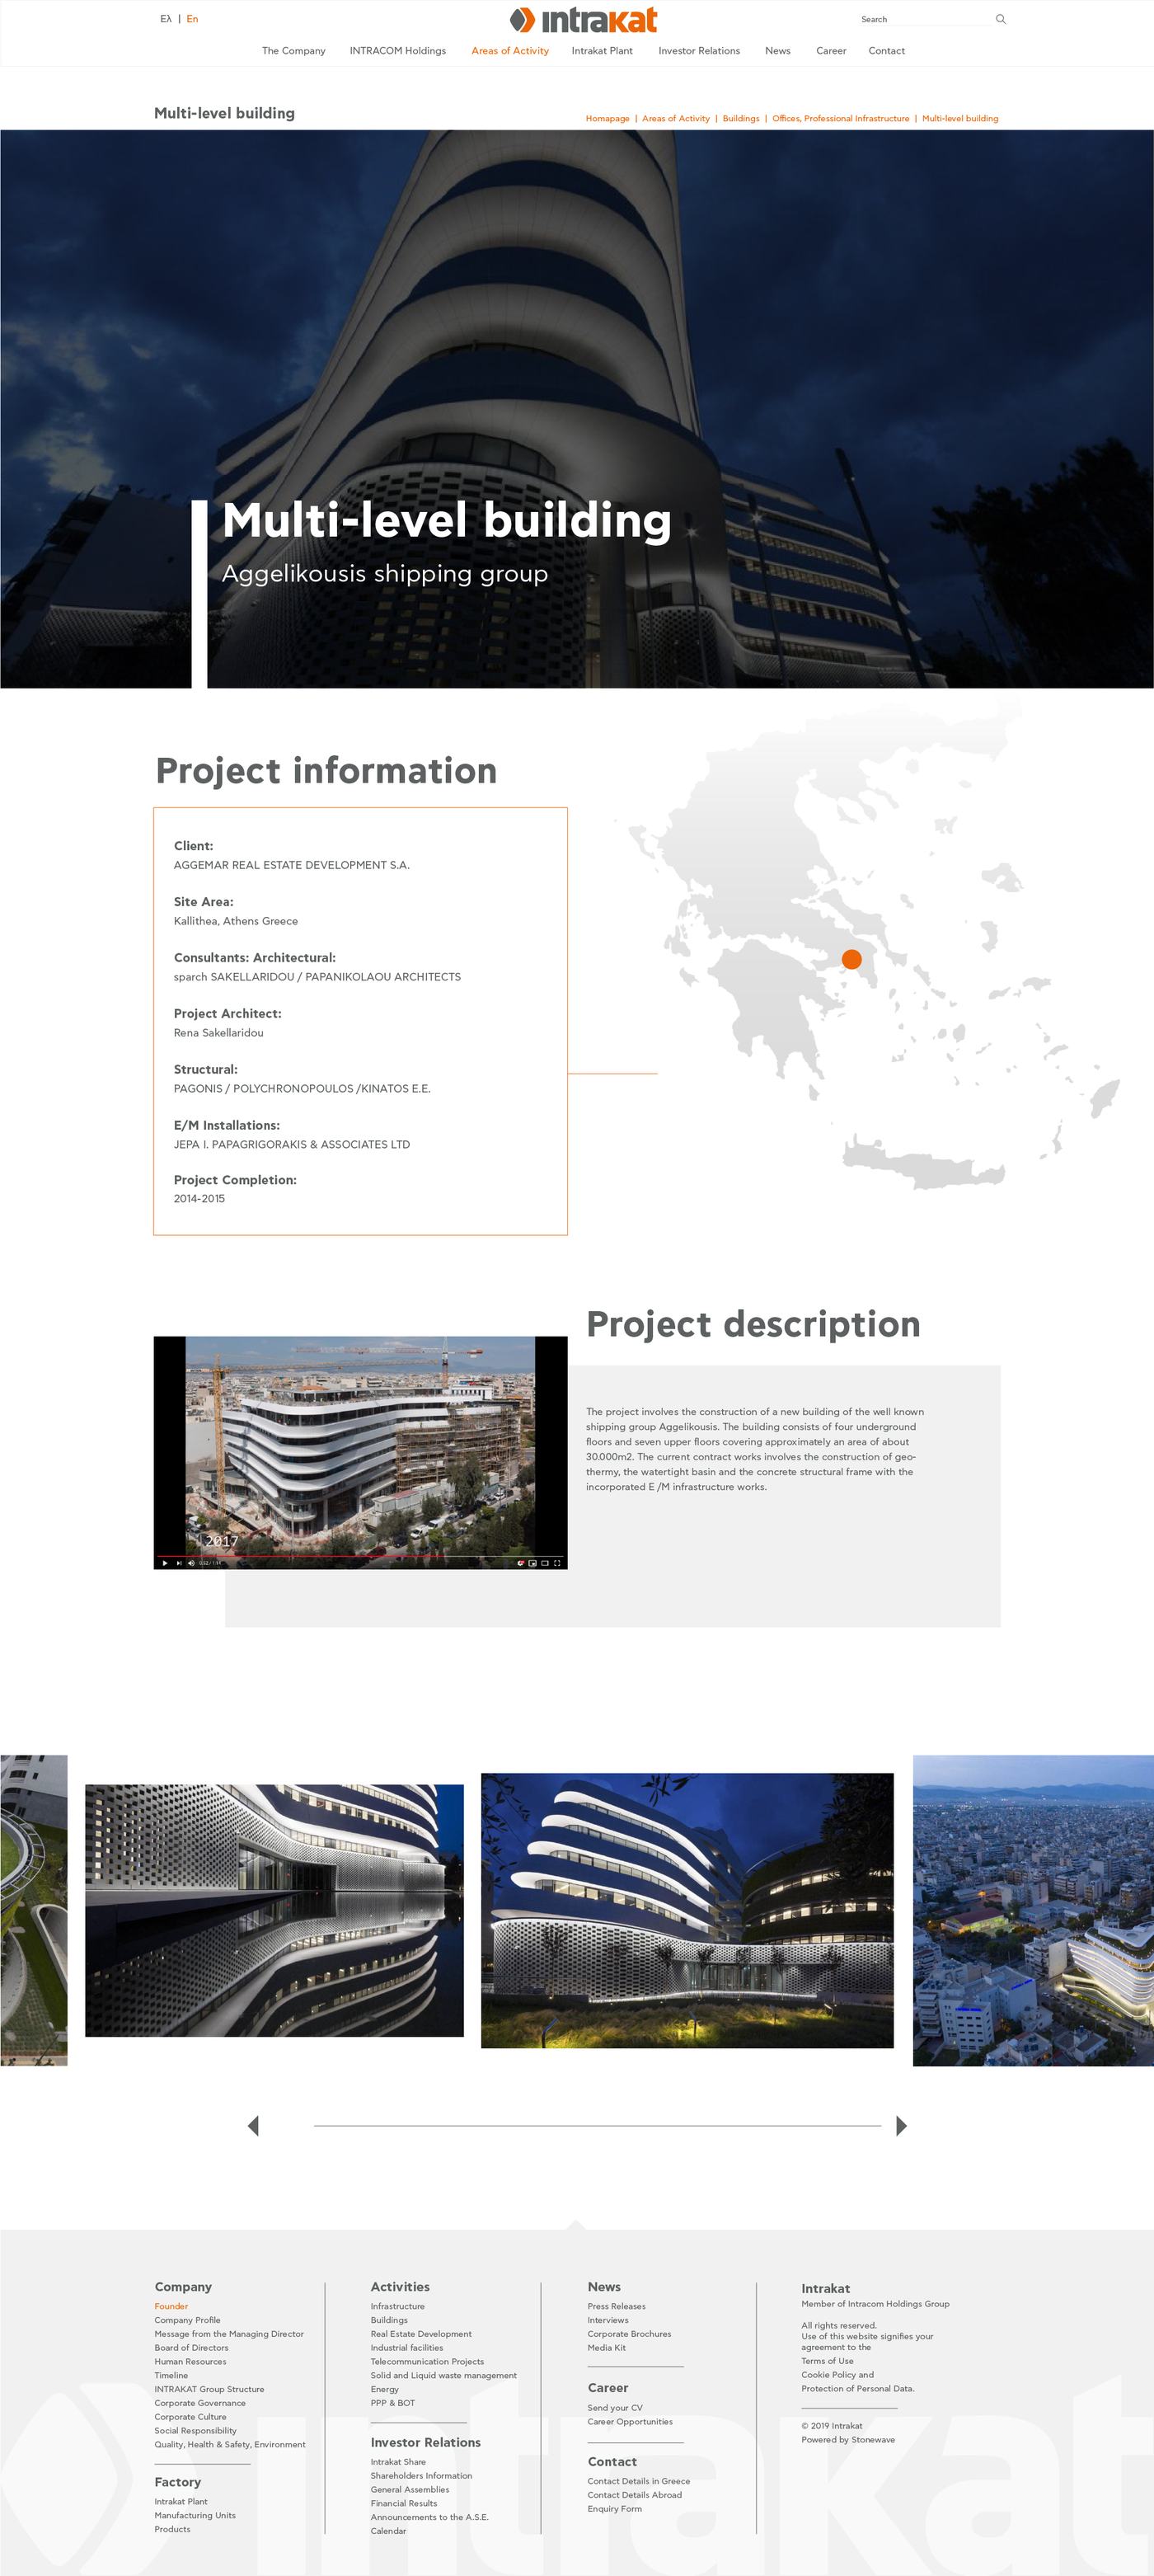 Ελ | En
intrakat
Search
The Company INTRACOM Holdings Areas of Activity Intrakat Plant Investor Relations News Career Contact
Multi-level building
Homepage | Areas of Activity | Buildings | Offices, Professional Infrastructure | Multi-level building
Multi-level building
Aggelikousis shipping group
Project information
Client:
AGGEMAR REAL ESTATE DEVELOPMENT S.A.
Site Area:
Kallithea, Athens Greece
Consultants: Architectural:
sparch SAKELLARIDOU / PAPANIKOLAOU ARCHITECTS
Project Architect:
Rena Sakellaridou
Structural:
PAGONIS / POLYCHRONOPOULOS /KINATOS E.E.
E/M Installations:
JEPA I. PAPAGRIGORAKIS & ASSOCIATES LTD
Project Completion:
2014-2015
Project description
The project involves the construction of a new building of the well known
shipping group Aggelikousis. The building consists of four underground
floors and seven upper floors covering approximately an area of about
30.000m2. The current contract works involves the construction of geo-
thermy, the watertight basin and the concrete structural frame with the
incorporated E /M infrastructure works.
2017
Company
Founder
Company Profile
Message from the Managing Director
Board of Directors
Human Resources
Timeline
INTRAKAT Group Structure
Corporate Governance
Corporate Culture
Social Responsibility
Quality, Health & Safety, Environment
Factory
Intrakat Plant
Manufacturing Units
Products
Activities
Infrastructure
Buildings
Real Estate Development
Industrial facilities
Telecommunication Projects
Solid and Liquid waste management
Energy
PPP & BOT
Investor Relations
Intrakat Share
Shareholders Information
General Assemblies
Financial Results
Announcements to the A.S.E.
Calendar
News
Press Releases
Interviews
Corporate Brochures
Media Kit
Career
Send your CV
Career Opportunities
Contact
Contact Details in Greece
Contact Details Abroad
Enquiry Form
Intrakat
Member of Intracom Holdings Group
All rights reserved.
Use of this website signifies your
agreement to the
Terms of Use
Cookie Policy and
Protection of Personal Data.
© 2019 Intrakat
Powered by Stonewave
intrakat